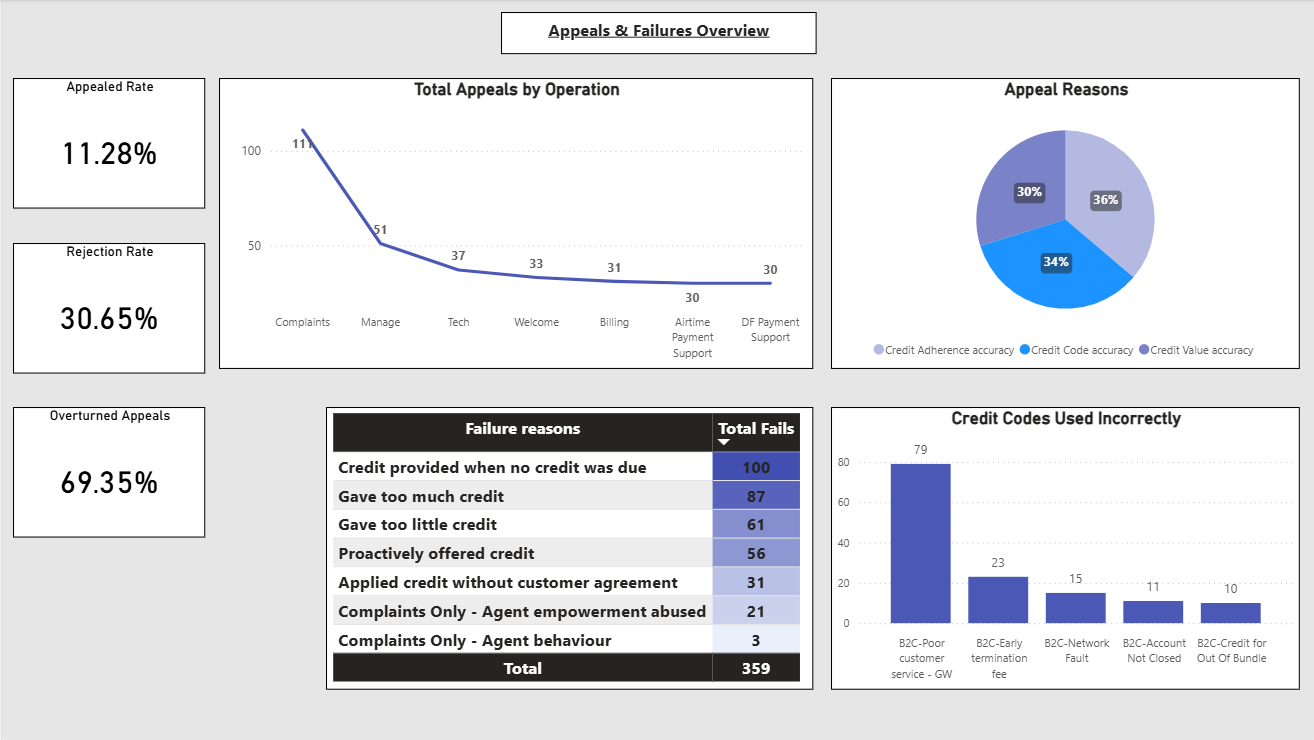 Appeals & Failures Overview
Appealed Rate
11.28%
Rejection Rate
30.65%
Overturned Appeals
69.35%
Total Appeals by Operation
100
50
111
51
37
33
31
30
30
Complaints
Manage
Tech
Welcome
Billing
Airtime
Payment
Support
DF Payment
Support
Appeal Reasons
30%
36%
34%
Credit Adherence accuracy
Credit Code accuracy
Credit Value accuracy
Failure reasons Total Fails
Credit provided when no credit was due 100
Gave too much credit 87
Gave too little credit 61
Proactively offered credit 56
Applied credit without customer agreement 31
Complaints Only - Agent empowerment abused 21
Complaints Only - Agent behaviour 3
Total 359
Credit Codes Used Incorrectly
80
60
40
20
0
79
23
15
11
10
B2C-Poor
customer
service - GW
B2C-Early
termination
fee
B2C-Network
Fault
B2C-Account
Not Closed
B2C-Credit for
Out Of Bundle